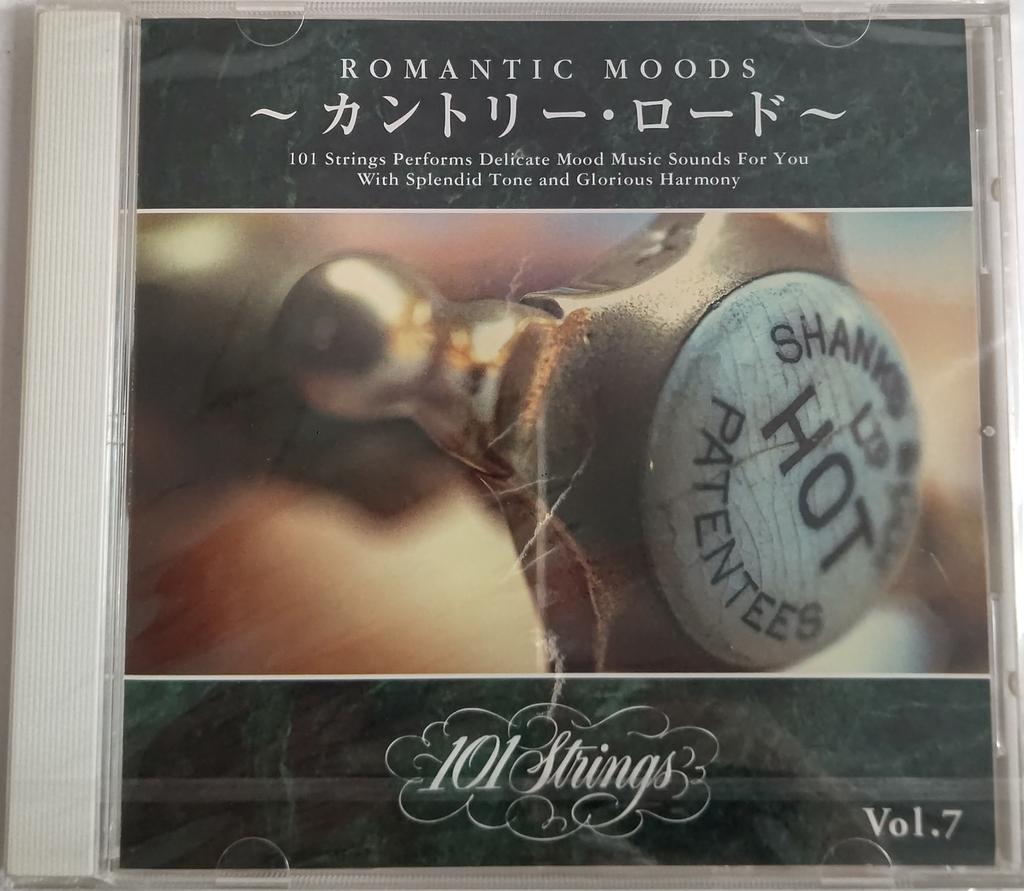 ROMANTIC MOODS
～カントリー・ロード～
101 Strings Performs Delicate Mood Music Sounds For You
With Splendid Tone and Glorious Harmony
SHANKS
HOT
PATENTEES
101 Strings
Vol.7